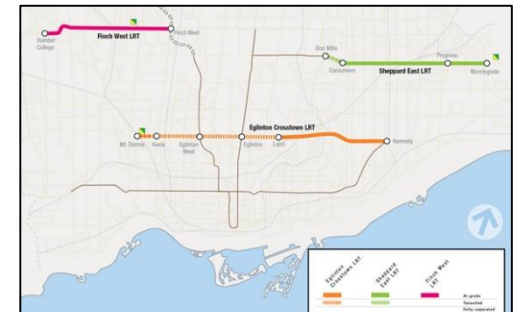 Finch West LRT
Finch West
Humber
College
Don Mills
Consumers
Sheppard East LRT
Progress
Morningside
Eglinton Crosstown LRT
Mt. Dennis
Keele
Eglinton
West
Eglinton
Laird
Kennedy
Eglinton
Crosstown LRT
Sheppard
East LRT
Finch West
LRT
At-grade
Tunnelled
Fully-separated